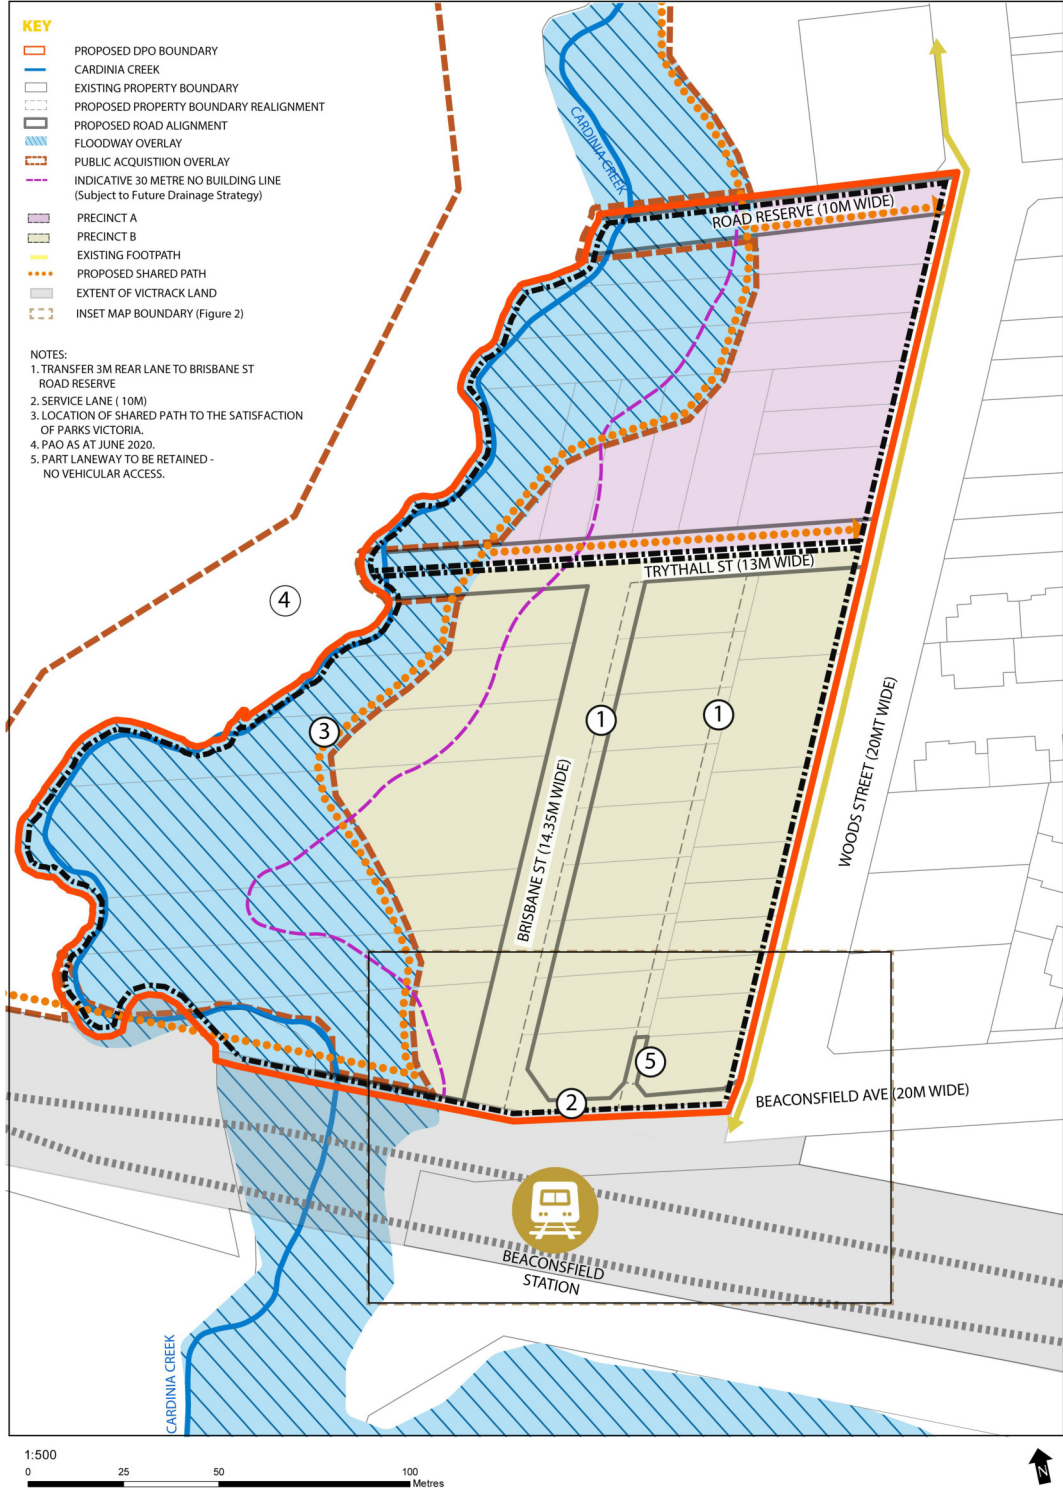 KEY
PROPOSED DPO BOUNDARY
CARDINIA CREEK
EXISTING PROPERTY BOUNDARY
PROPOSED PROPERTY BOUNDARY REALIGNMENT
PROPOSED ROAD ALIGNMENT
FLOODWAY OVERLAY
PUBLIC ACQUISTIION OVERLAY
INDICATIVE 30 METRE NO BUILDING LINE
(Subject to Future Drainage Strategy)
PRECINCT A
PRECINCT B
EXISTING FOOTPATH
PROPOSED SHARED PATH
EXTENT OF VICTRACK LAND
INSET MAP BOUNDARY (Figure 2)
NOTES:
1. TRANSFER 3M REAR LANE TO BRISBANE ST
ROAD RESERVE
2. SERVICE LANE ( 10M)
3. LOCATION OF SHARED PATH TO THE SATISFACTION
OF PARKS VICTORIA.
4. PAO AS AT JUNE 2020.
5. PART LANEWAY TO BE RETAINED -
NO VEHICULAR ACCESS.
CARDINIA CREEK
ROAD RESERVE (10M WIDE)
TRYTHALL ST (13M WIDE)
4
3
1
1
BRISBANE ST (14.35M WIDE)
WOODS STREET (20MT WIDE)
5
2
BEACONSFIELD AVE (20M WIDE)
BEACONSFIELD
STATION
CARDINIA CREEK
1:500
0 25 50 100
Metres
N